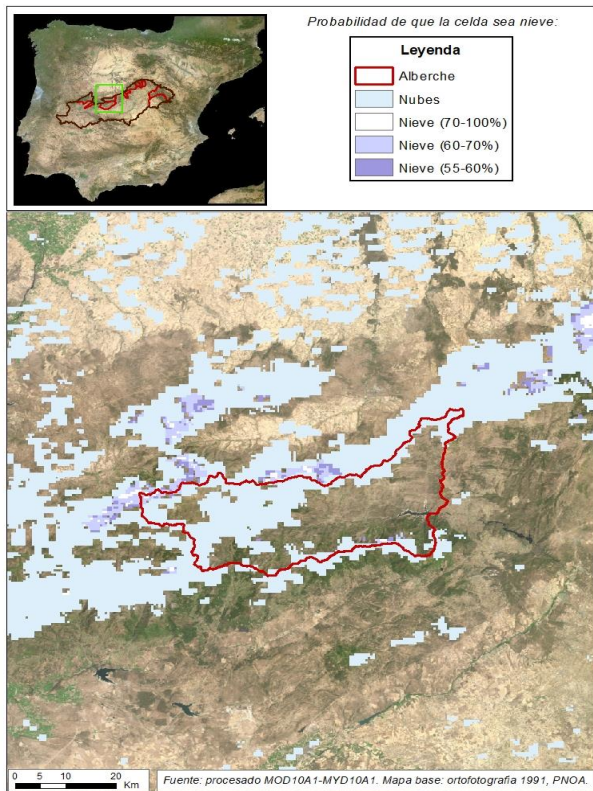 Probabilidad de que la celda sea nieve:
Leyenda
Alberche
Nubes
Nieve (70-100%)
Nieve (60-70%)
Nieve (55-60%)
0 5 10 20
Km
Fuente: procesado MOD10A1-MYD10A1. Mapa base: ortofotografia 1991, PNOA.